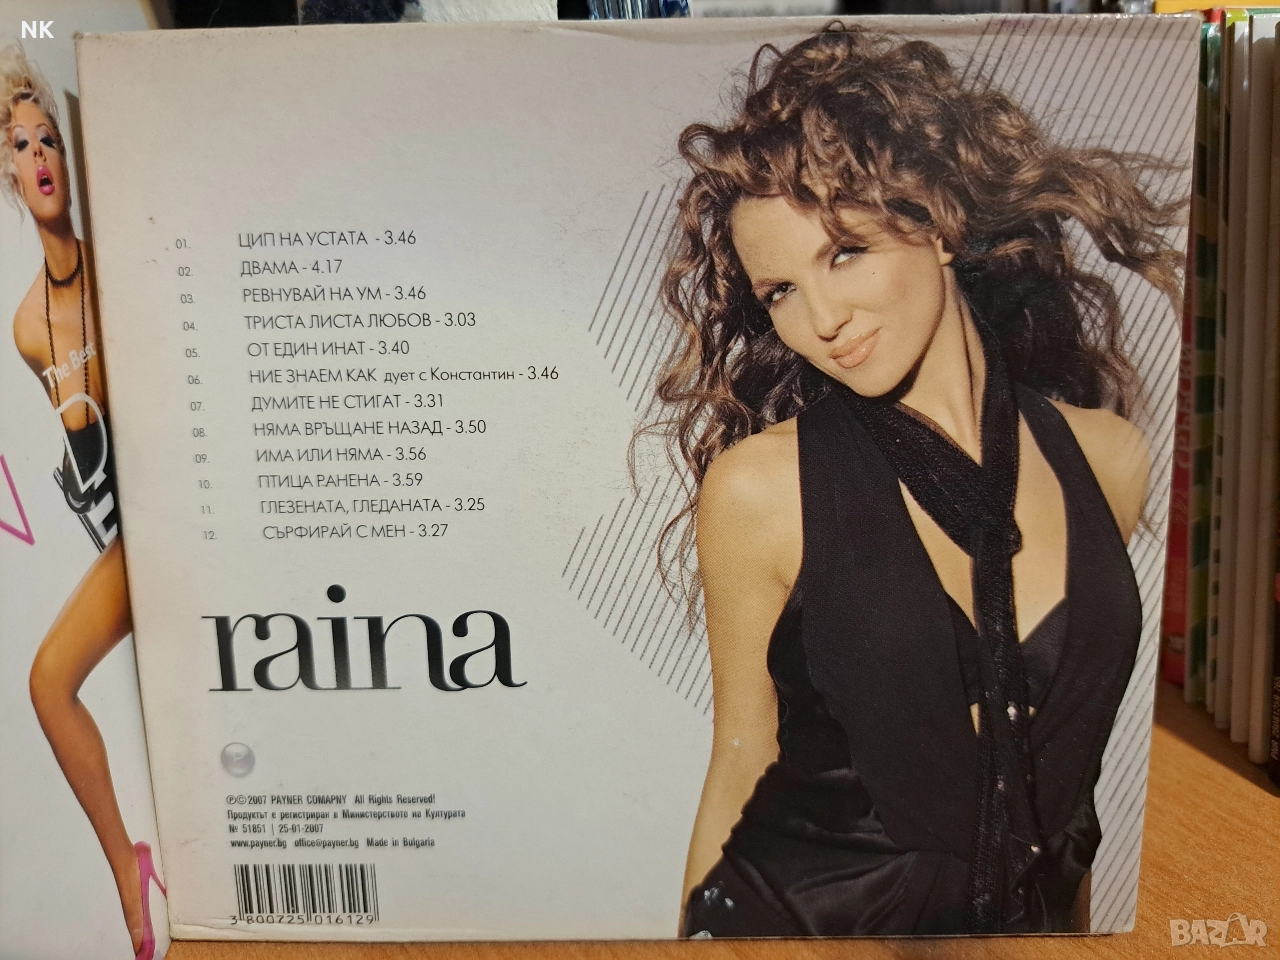 NK
The Best
01. ЦИП НА УСТАТА - 3.46
02. ДВАМА - 4.17
03. РЕВНУВАЙ НА УМ - 3.46
04. ТРИСТА ЛИСТА ЛЮБОВ - 3.03
05. ОТ ЕДИН ИНАТ - 3.40
06. НИЕ ЗНАЕМ КАК дует с Константин - 3.46
07. ДУМИТЕ НЕ СТИГАТ - 3.31
08. НЯМА ВРЪЩАНЕ НАЗАД - 3.50
09. ИМА ИЛИ НЯМА - 3.56
10. ПТИЦА РАНЕНА - 3.59
11. ГЛЕЗЕНАТА, ГЛЕДАНАТА - 3.25
12. СЪРФИРАЙ С МЕН - 3.27
raina
℗©2007 PAYNER COMAPNY All Rights Reserved!
Продуктът е регистриран в Министерството на Културата
№ 51851 | 25-01-2007
www.payner.bg office@payner.bg Made in Bulgaria
3 800725 016129
BAZAR